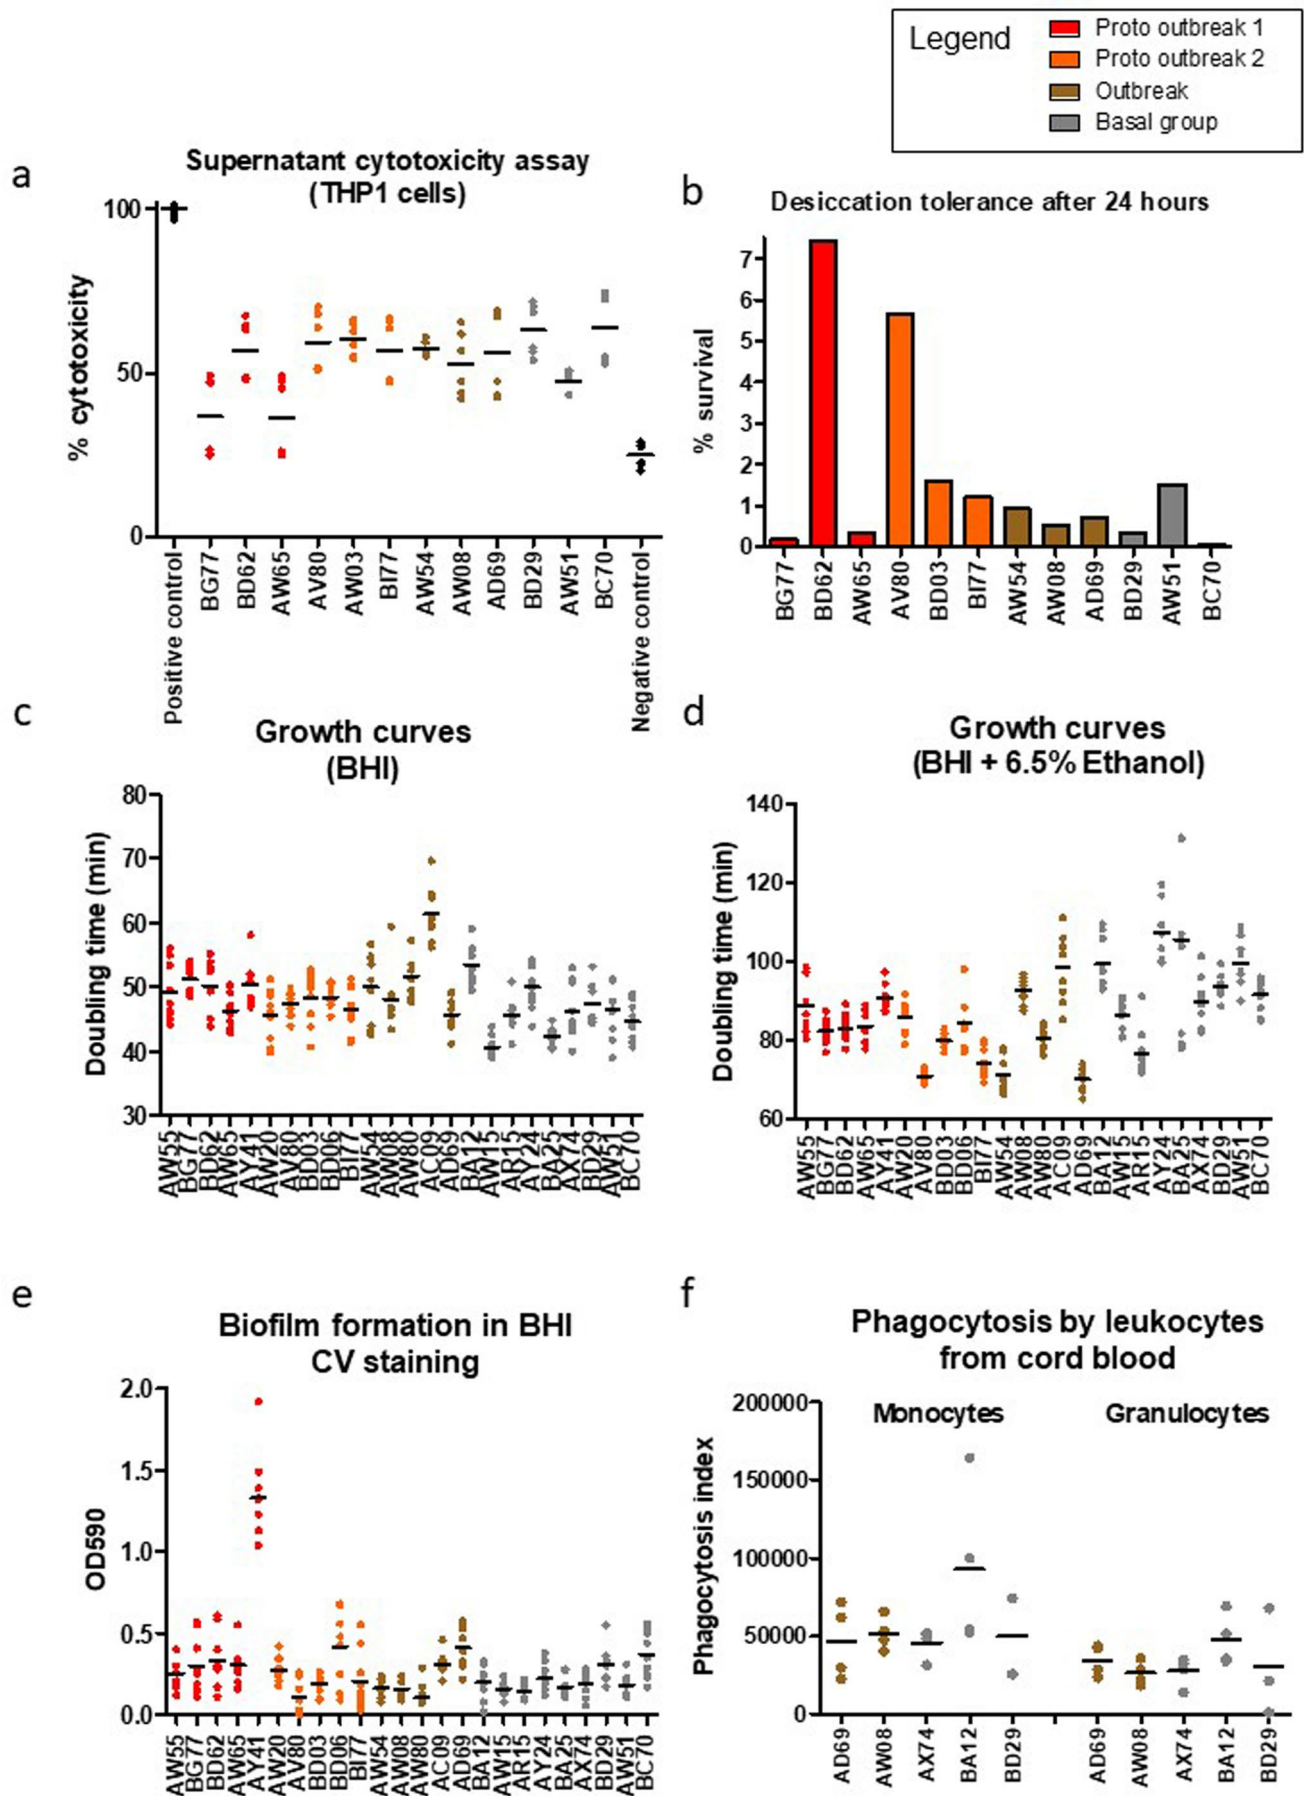 Legend
Proto outbreak 1
Proto outbreak 2
Outbreak
Basal group
a
Supernatant cytotoxicity assay
(THP1 cells)
% cytotoxicity
100
50
0
Positive control
BG77
BD62
AW65
AV80
AW03
BI77
AW54
AW08
AD69
BD29
AW51
BC70
Negative control
b
Desiccation tolerance after 24 hours
% survival
7
6
5
4
3
2
1
0
BG77
BD62
AW65
AV80
BD03
BI77
AW54
AW08
AD69
BD29
AW51
BC70
c
Growth curves
(BHI)
Doubling time (min)
80
70
60
50
40
30
AW55
BG77
BD62
AW65
AY41
AW20
AV80
BD03
BD06
BI77
AW54
AW08
AW80
AC09
AD69
BA12
AW15
AR15
AY24
BA25
AX74
BD29
AW51
BC70
d
Growth curves
(BHI + 6.5% Ethanol)
Doubling time (min)
140
120
100
80
60
AW55
BG77
BD62
AW65
AY41
AW20
AV80
BD03
BD06
BI77
AW54
AW08
AW80
AC09
AD69
BA12
AW15
AR15
AY24
BA25
AX74
BD29
AW51
BC70
e
Biofilm formation in BHI
CV staining
OD590
2.0
1.5
1.0
0.5
0.0
AW55
BG77
BD62
AW65
AY41
AW20
AV80
BD03
BD06
BI77
AW54
AW08
AW80
AC09
AD69
BA12
AW15
AR15
AY24
BA25
AX74
BD29
AW51
BC70
f
Phagocytosis by leukocytes
from cord blood
Phagocytosis index
200000
150000
100000
50000
0
Monocytes
Granulocytes
AD69
AW08
AX74
BA12
BD29
AD69
AW08
AX74
BA12
BD29